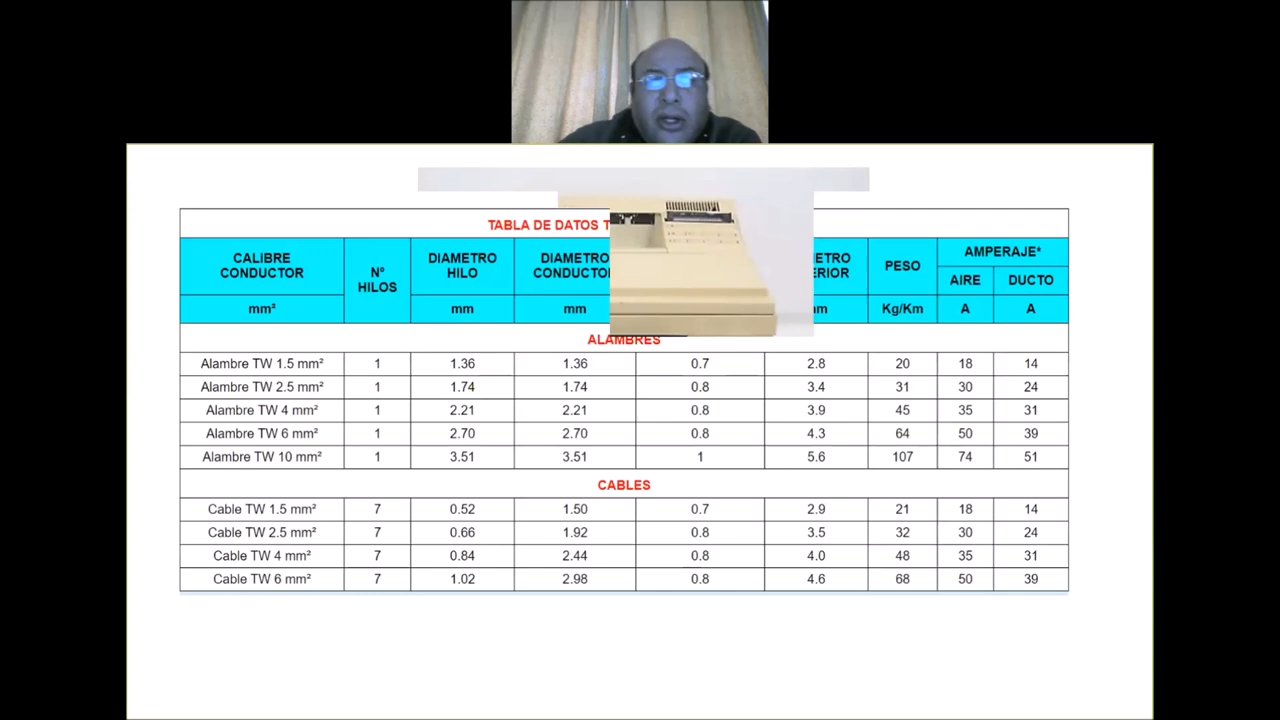 TABLA DE DATOS T
CALIBRE
CONDUCTOR
Nº
HILOS
DIAMETRO
HILO
DIAMETRO
CONDUCTO
ETRO
ERIOR
PESO
AMPERAJE*
AIRE
DUCTO
mm² mm mm mm Kg/Km A A
ALAMBRES
Alambre TW 1.5 mm² 1 1.36 1.36 0.7 2.8 20 18 14
Alambre TW 2.5 mm² 1 1.74 1.74 0.8 3.4 31 30 24
Alambre TW 4 mm² 1 2.21 2.21 0.8 3.9 45 35 31
Alambre TW 6 mm² 1 2.70 2.70 0.8 4.3 64 50 39
Alambre TW 10 mm² 1 3.51 3.51 1 5.6 107 74 51
CABLES
Cable TW 1.5 mm² 7 0.52 1.50 0.7 2.9 21 18 14
Cable TW 2.5 mm² 7 0.66 1.92 0.8 3.5 32 30 24
Cable TW 4 mm² 7 0.84 2.44 0.8 4.0 48 35 31
Cable TW 6 mm² 7 1.02 2.98 0.8 4.6 68 50 39